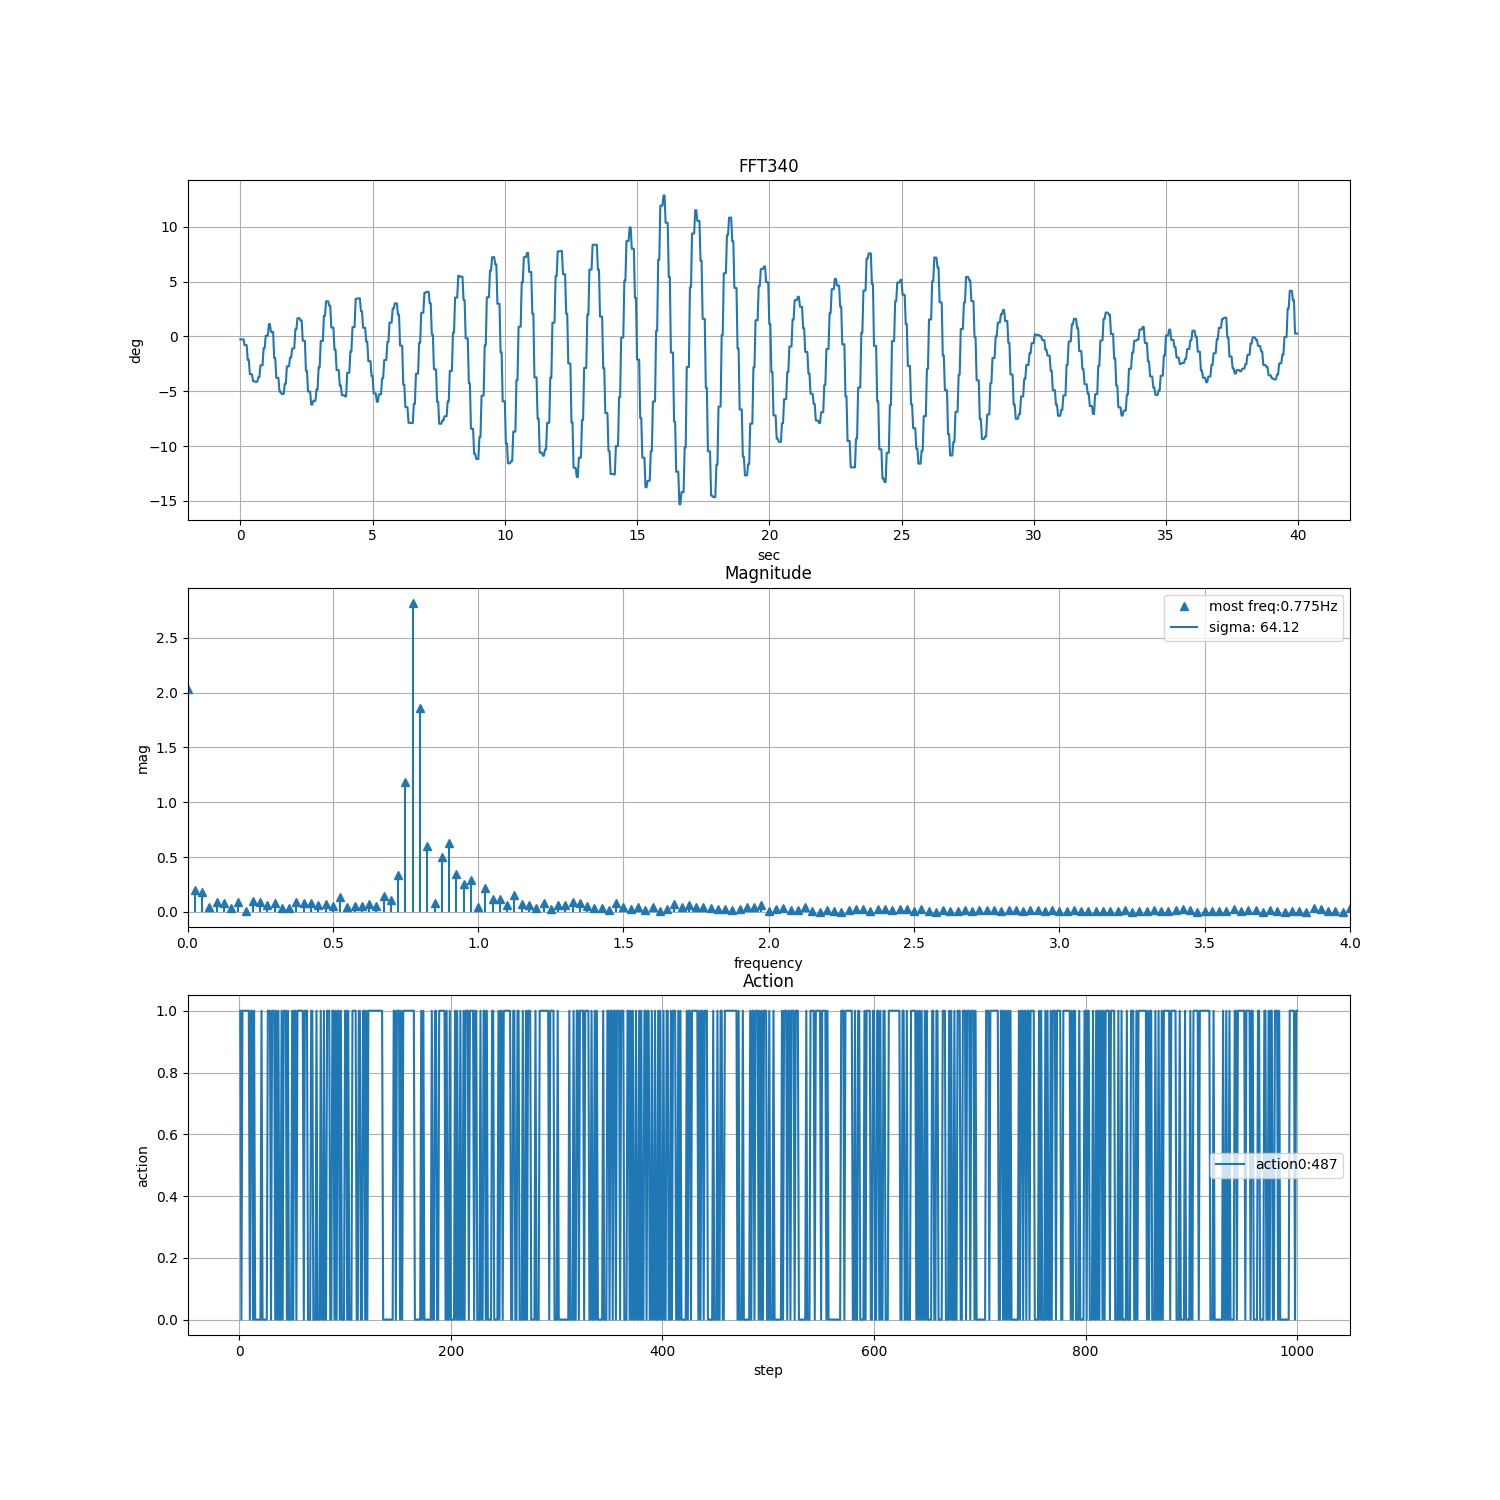 FFT340
10
5
0
−5
−10
−15
deg
0 5 10 15 20 25 30 35 40
sec
Magnitude
most freq:0.775Hz
sigma: 64.12
2.5
2.0
1.5
1.0
0.5
0.0
mag
0.0 0.5 1.0 1.5 2.0 2.5 3.0 3.5 4.0
frequency
Action
1.0
0.8
0.6
0.4
0.2
0.0
action
action0:487
0 200 400 600 800 1000
step